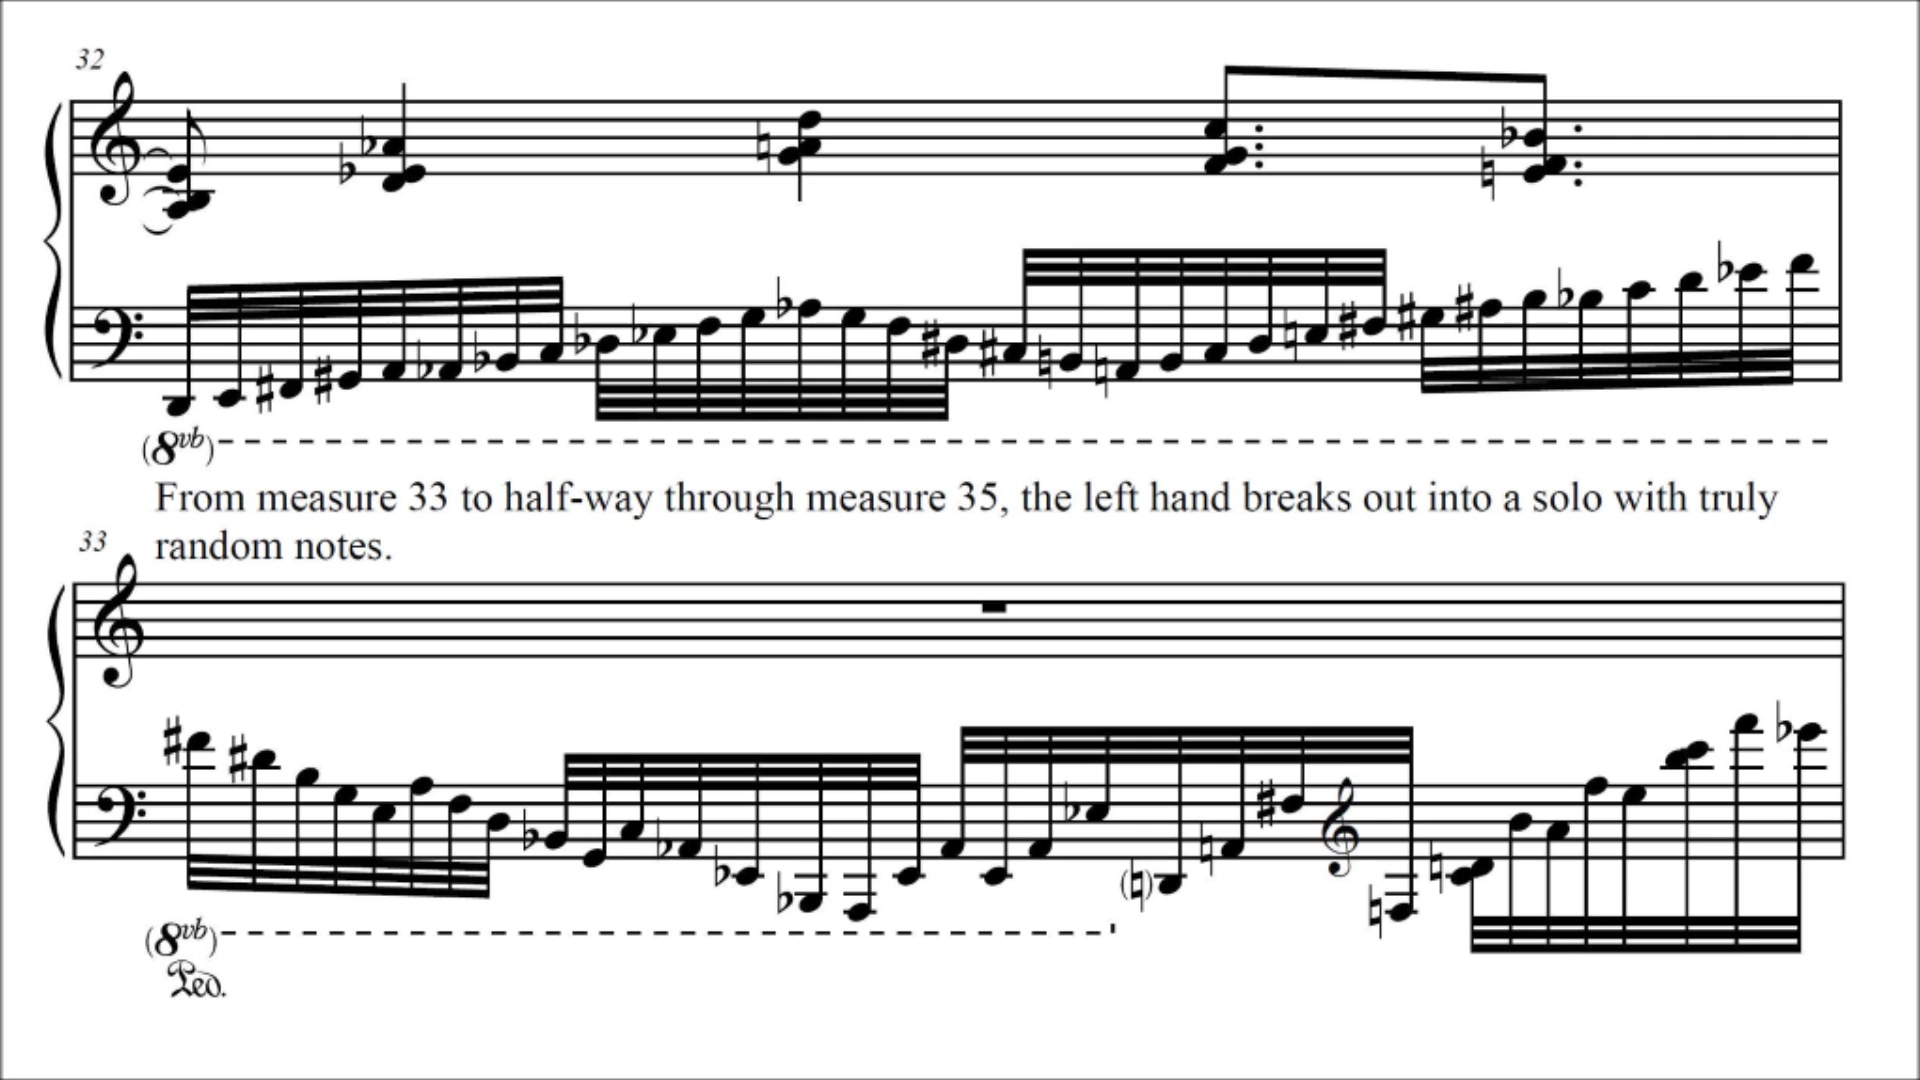 32
(8vb)
From measure 33 to half-way through measure 35, the left hand breaks out into a solo with truly
random notes.
33
(8vb)
Ped.